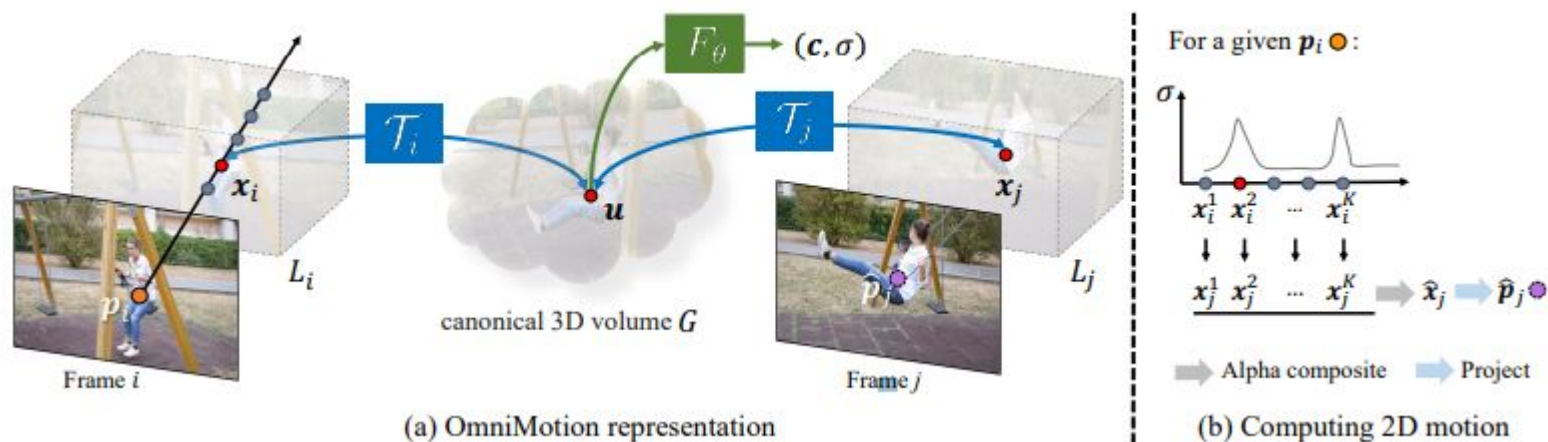 F_θ
(c, σ)
For a given p_i :
σ
𝒯_i
𝒯_j
x_i
u
x_j
x_i^1 x_i^2 ... x_i^K
L_i
L_j
p_i
p_j
x_j^1 x_j^2 ... x_j^K x̂_j p̂_j
canonical 3D volume G
Frame i
Frame j
Alpha composite Project
(a) OmniMotion representation
(b) Computing 2D motion